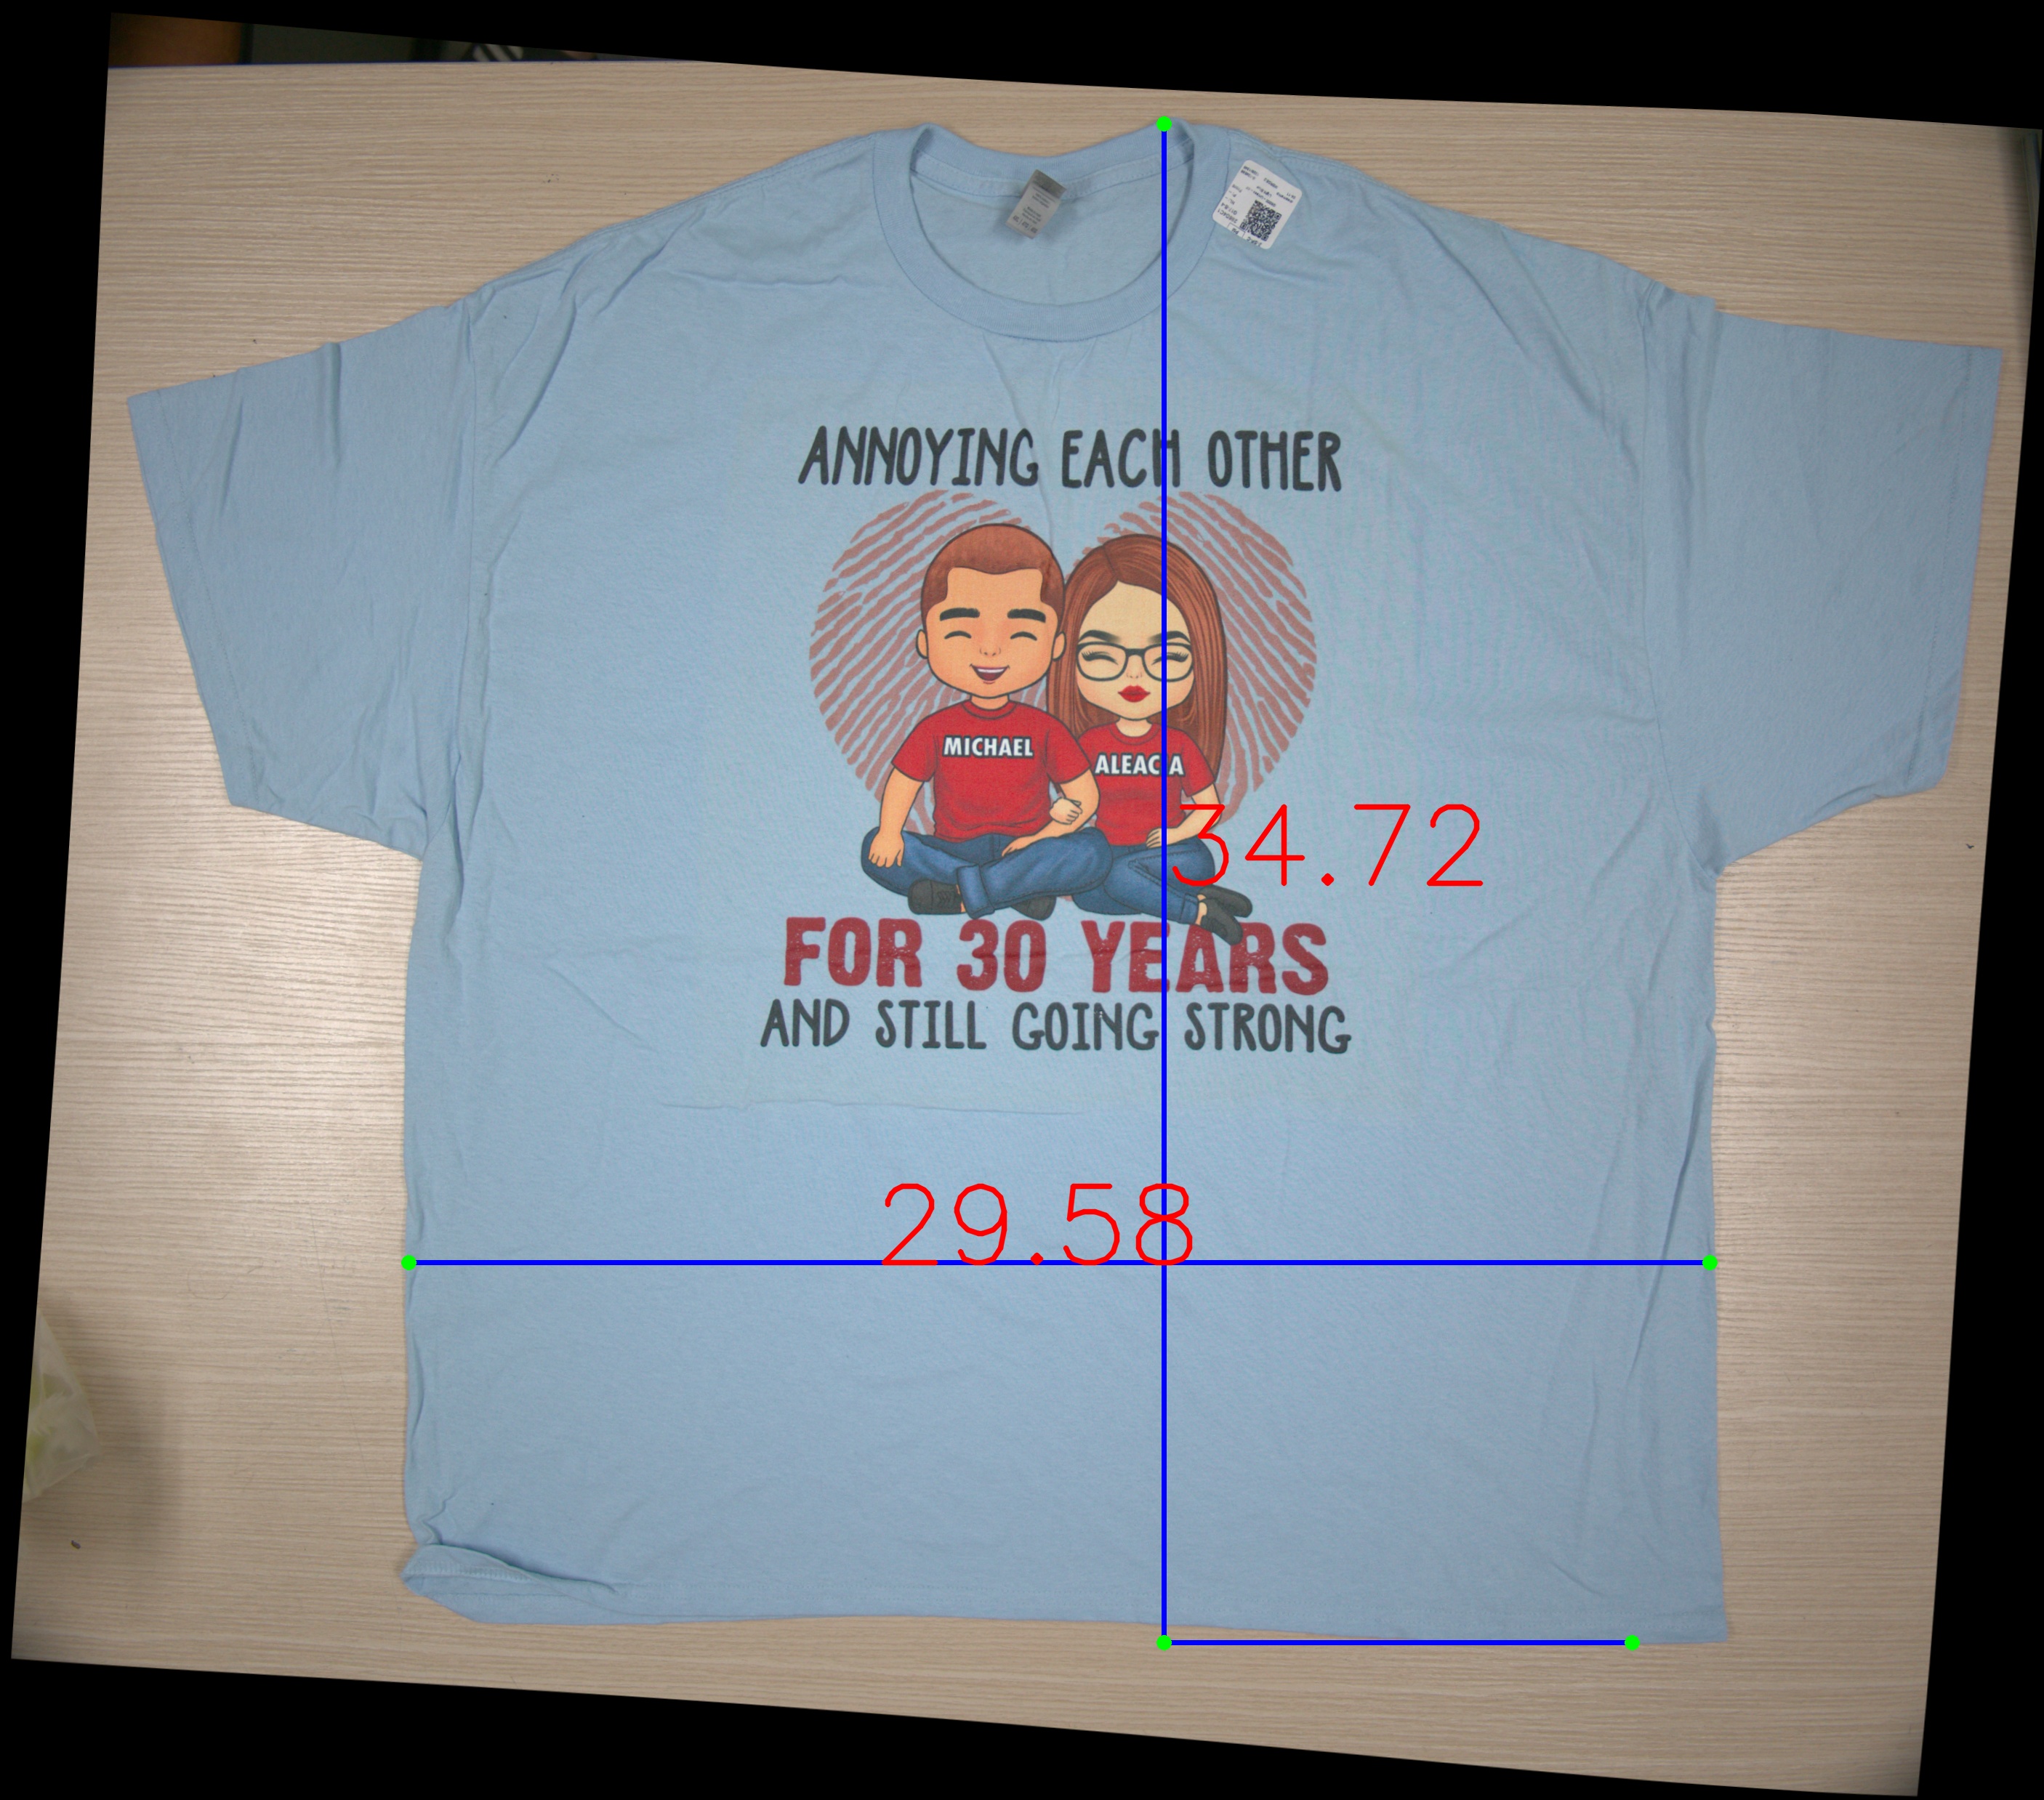 ANNOYING EACH OTHER
MICHAEL
ALEACIA
34.72
FOR 30 YEARS
AND STILL GOING STRONG
29.58